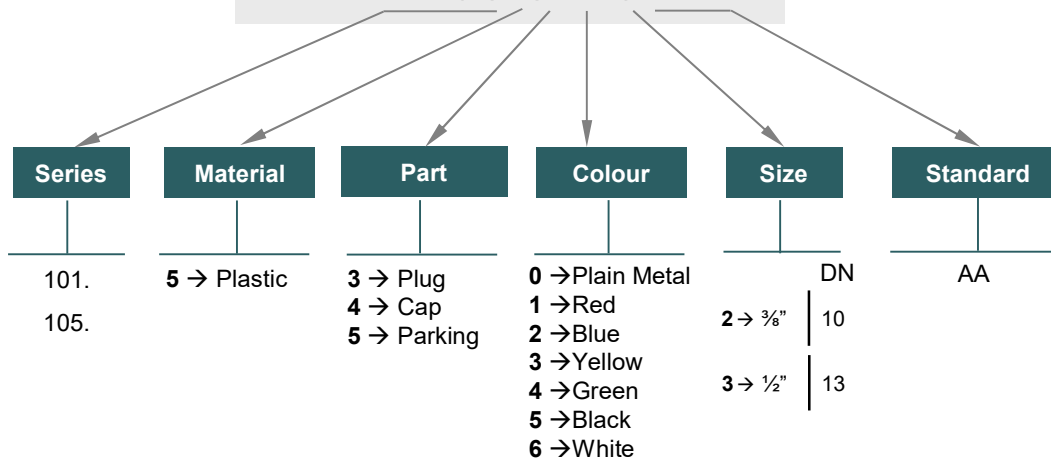 Series
Material
Part
Colour
Size
Standard
101.
105.
5 → Plastic
3 → Plug
4 → Cap
5 → Parking
0 →Plain Metal
1 →Red
2 →Blue
3 →Yellow
4 →Green
5 →Black
6 →White
DN
2 → ⅜” 10
3 → ½” 13
AA